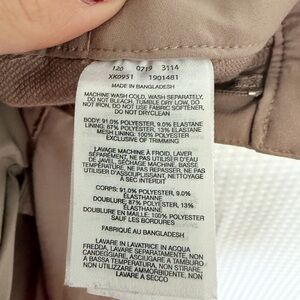 120 0719 3114
XK0951 1901481
MADE IN BANGLADESH
MACHINE WASH COLD, WASH SEPARATELY,
DO NOT BLEACH, TUMBLE DRY LOW, DO
NOT IRON, DO NOT USE FABRIC SOFTENER,
DO NOT DRYCLEAN
BODY: 91.0% POLYESTER, 9.0% ELASTANE
LINING: 87% POLYESTER, 13% ELASTANE
MESH LINING: 100% POLYESTER
EXCLUSIVE OF TRIMMING
LAVAGE MACHINE À FROID, LAVER
SÉPARÉMENT, NE PAS UTILISER D'EAU
DE JAVEL, SÉCHAGE MACHINE, BASSE
TEMPÉRATURE, NE PAS REPASSER, NE PAS
UTILISER D'ASSOUPLISSANT, NETTOYAGE
À SEC INTERDIT
CORPS: 91.0% POLYESTER, 9.0%
ÉLASTHANNE
DOUBLURE: 87% POLYESTER, 13%
ÉLASTHANNE
DOUBLURE EN MAILLE: 100% POLYESTER
SAUF LES BORDURES
FABRIQUÉ AU BANGLADESH
LAVARE IN LAVATRICE IN ACQUA
FREDDA, LAVARE SEPARATAMENTE, NON
CANDEGGIARE, ASCIUGARE A TAMBURO
A BASSA TEMPERATURA, NON STIRARE,
NON UTILIZZARE AMMORBIDENTE, NON
LAVARE A SECCO